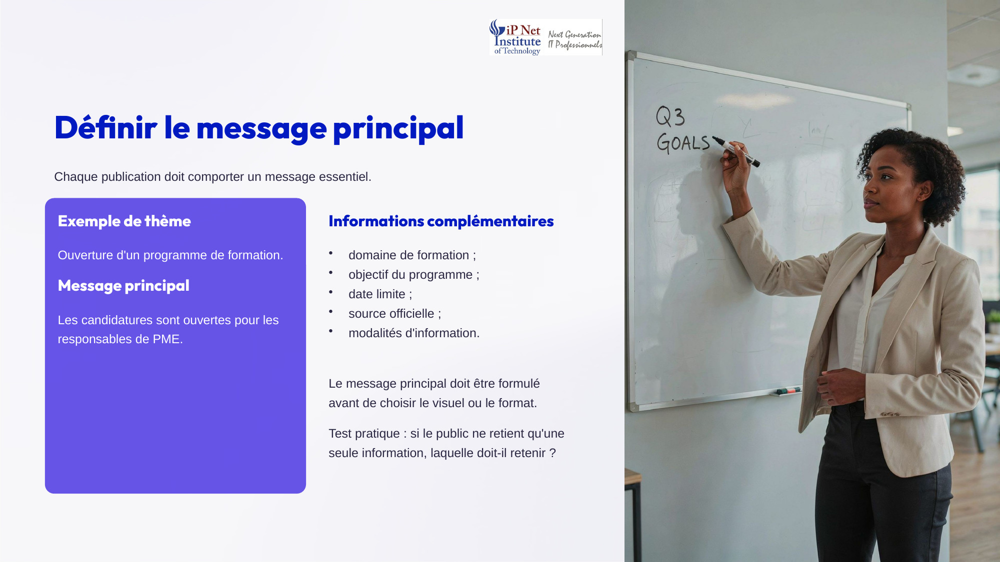 iP Net
Institute
of Technology
Next Generation
IT Professionnels
Définir le message principal
Chaque publication doit comporter un message essentiel.
Exemple de thème
Ouverture d'un programme de formation.
Message principal
Les candidatures sont ouvertes pour les
responsables de PME.
Informations complémentaires
• domaine de formation ;
• objectif du programme ;
• date limite ;
• source officielle ;
• modalités d'information.
Le message principal doit être formulé
avant de choisir le visuel ou le format.
Test pratique : si le public ne retient qu'une
seule information, laquelle doit-il retenir ?
Q3
GOALS